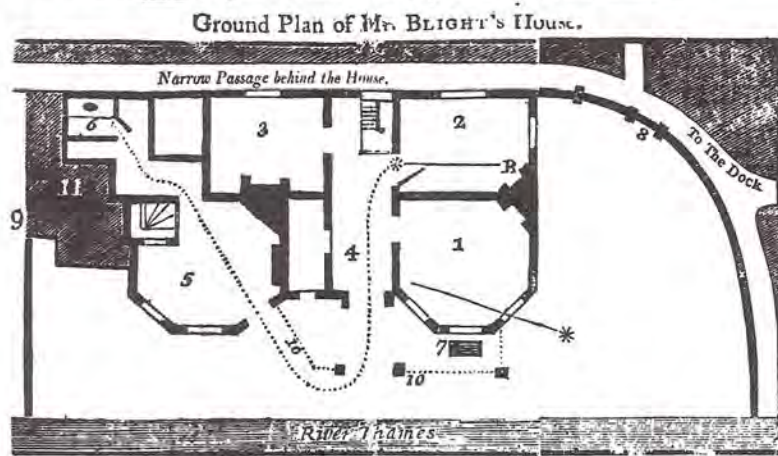 Ground Plan of Mr. BLIGHT's House.
Narrow Passage behind the House.
To The Dock
6
3
2
8
B
11
9
4
1
5
7
10
10
River Thames